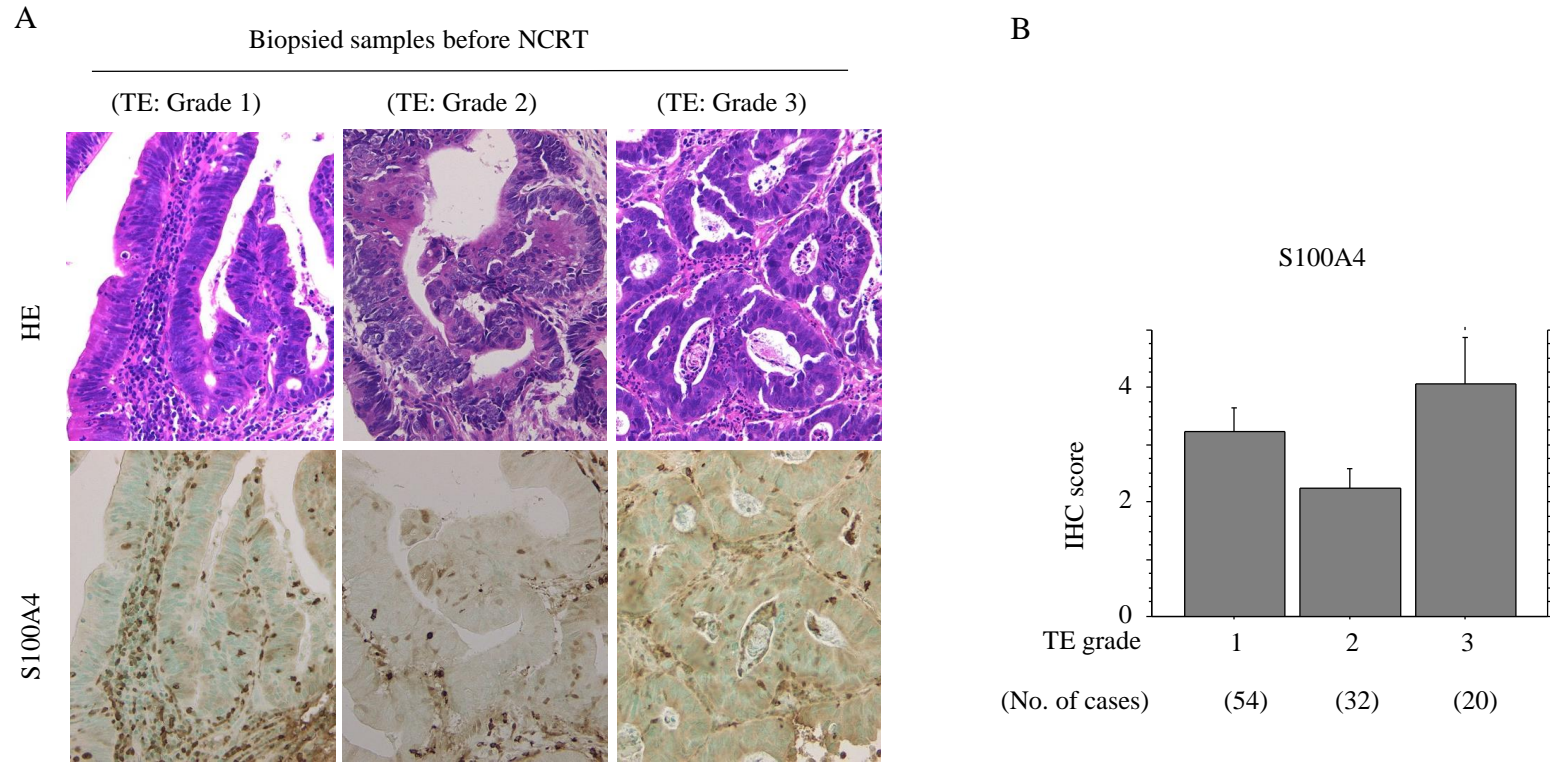 A
Biopsied samples before NCRT
(TE: Grade 1) (TE: Grade 2) (TE: Grade 3)
HE
S100A4
B
S100A4
IHC score
4
2
0
TE grade 1 2 3
(No. of cases) (54) (32) (20)